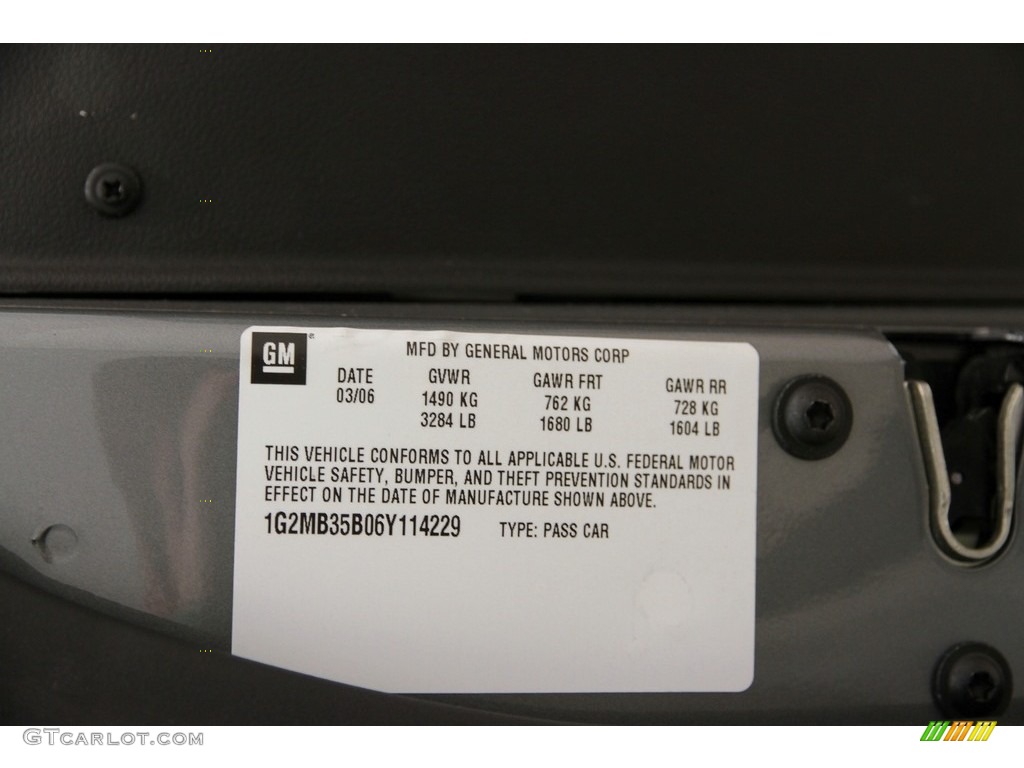 GM
MFD BY GENERAL MOTORS CORP
DATE GVWR GAWR FRT GAWR RR
03/06 1490 KG 762 KG 728 KG
3284 LB 1680 LB 1604 LB
THIS VEHICLE CONFORMS TO ALL APPLICABLE U.S. FEDERAL MOTOR
VEHICLE SAFETY, BUMPER, AND THEFT PREVENTION STANDARDS IN
EFFECT ON THE DATE OF MANUFACTURE SHOWN ABOVE.
1G2MB35B06Y114229 TYPE: PASS CAR
GTCARLOT.COM